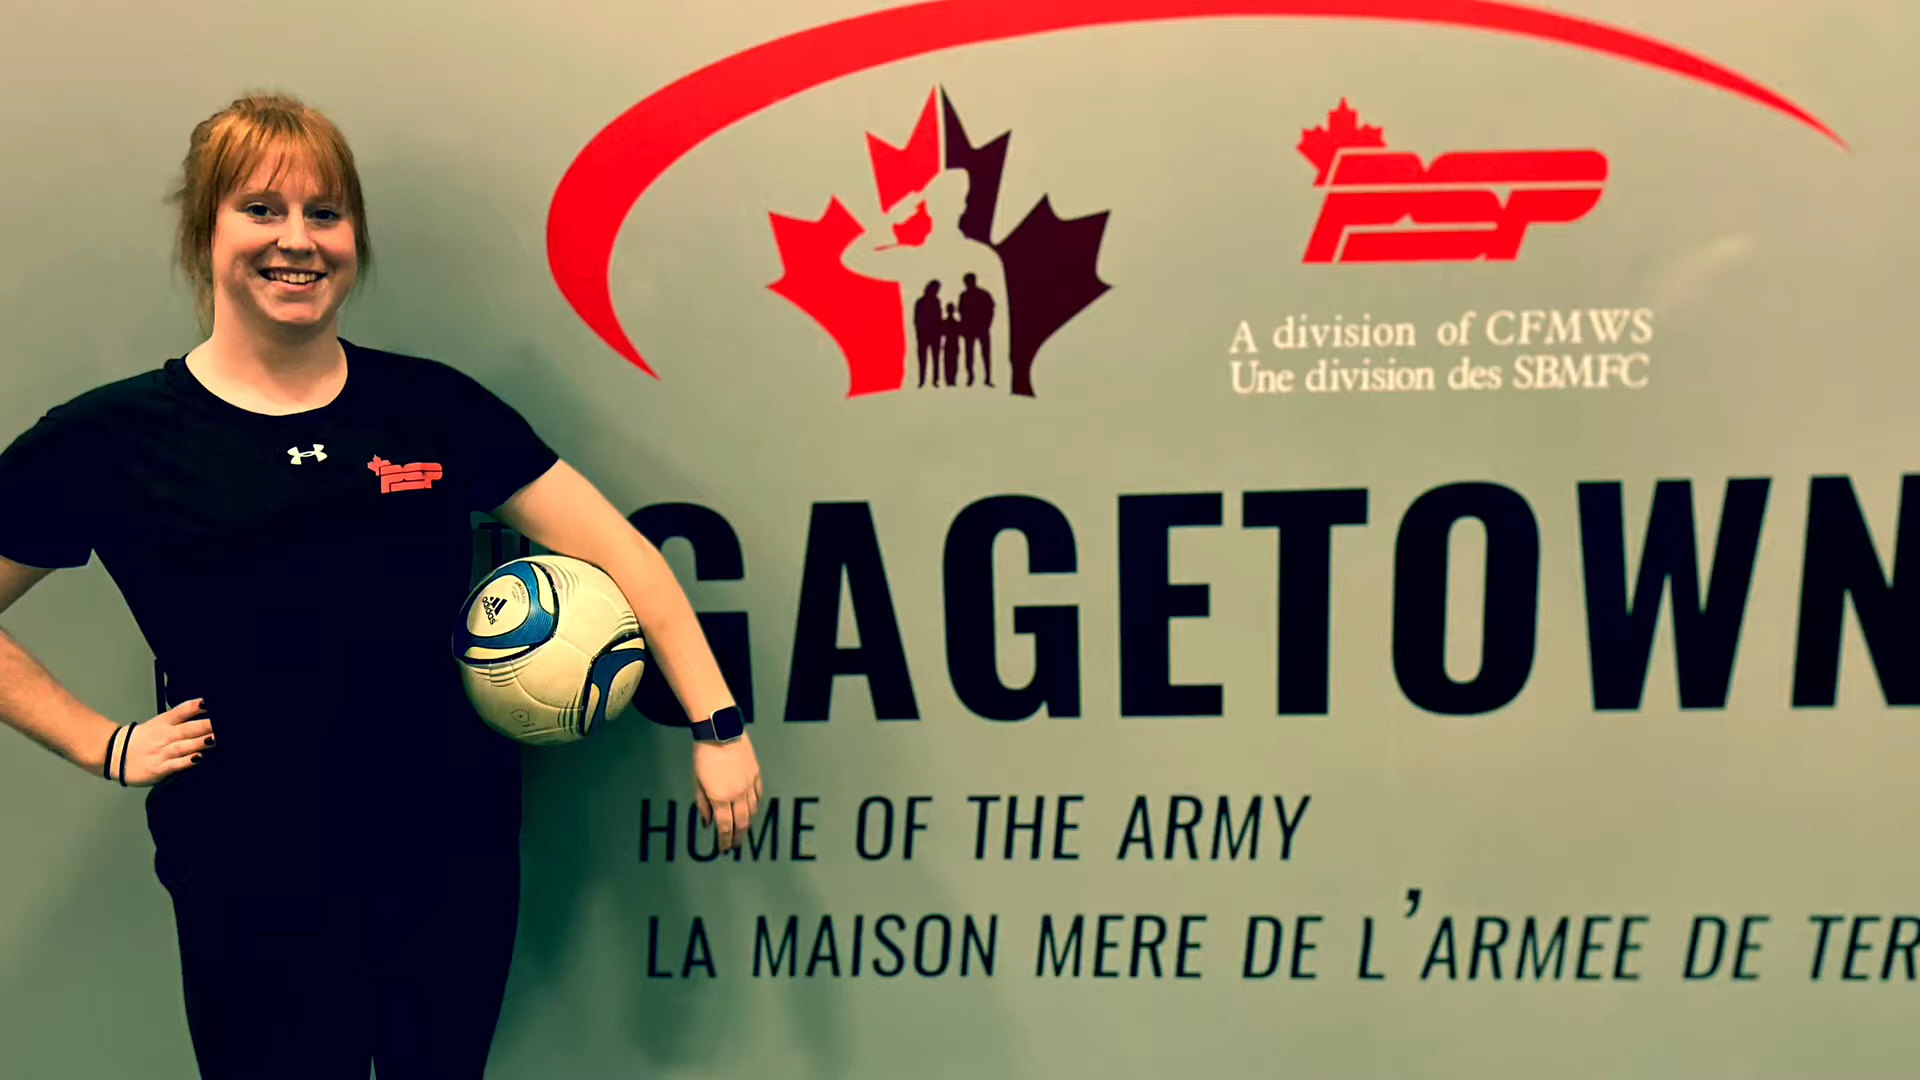 PSP
A division of CFMWS
Une division des SBMFC
PSP
adidas
GAGETOWN
HOME OF THE ARMY
LA MAISON MERE DE L'ARMEE DE TER